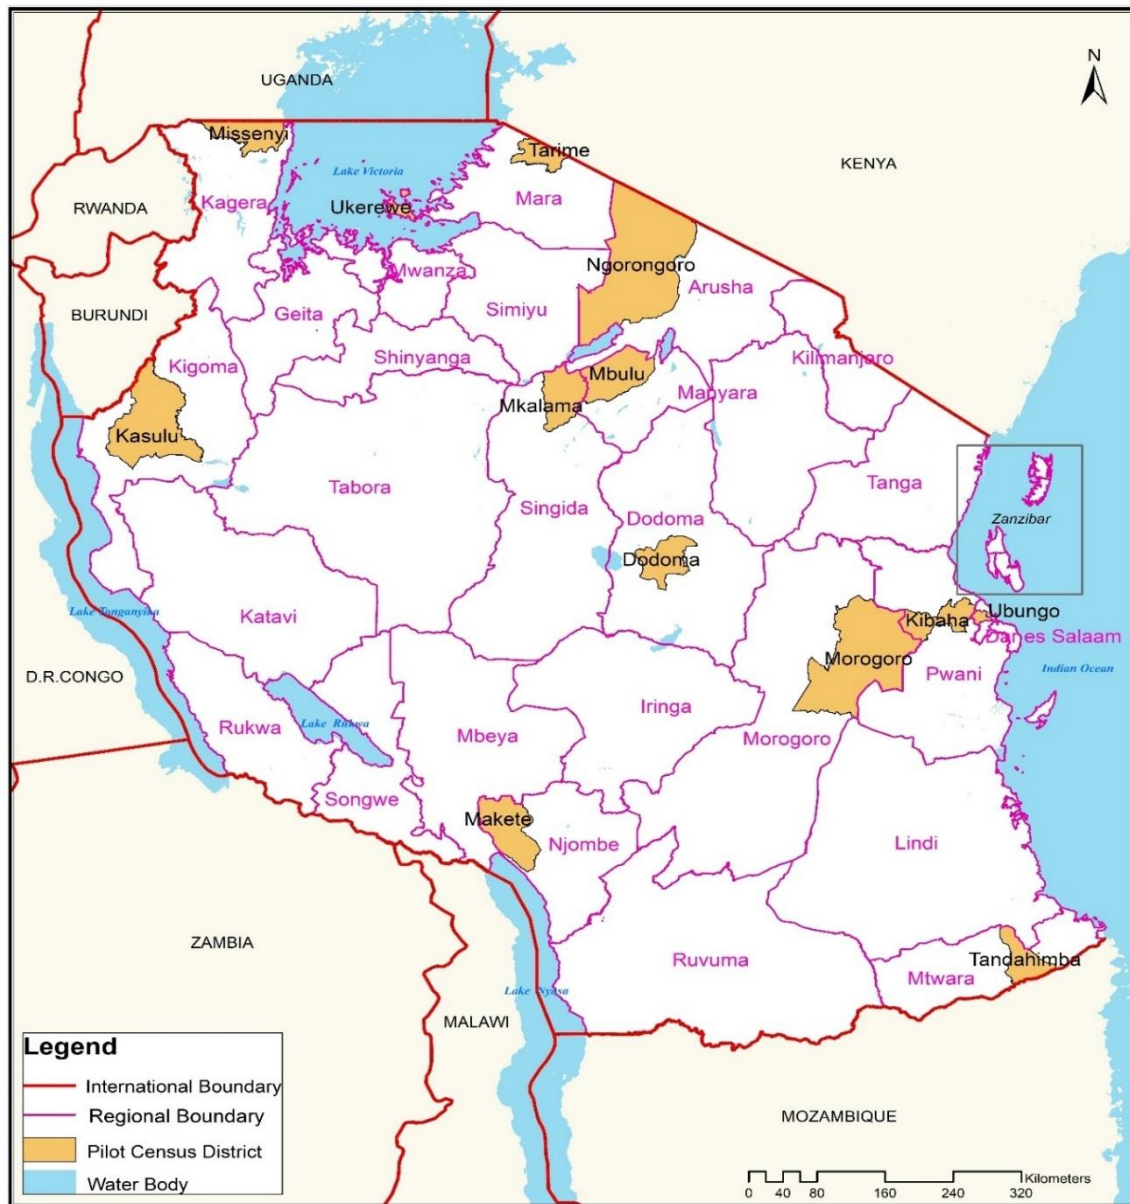 N
UGANDA
Missenyi
Tarime
Lake Victoria
KENYA
RWANDA
Kagera
Ukerewe
Mara
Ngorongoro
Mwanza
Arusha
BURUNDI
Geita
Simiyu
Kigoma
Shinyanga
Kilimanjaro
Mbulu
Manyara
Mkalama
Kasulu
Tabora
Singida
Tanga
Dodoma
Zanzibar
Dodoma
Lake Tanganyika
Katavi
Kibaha
Ubungo
Dar es Salaam
Morogoro
Pwani
Indian Ocean
D.R.CONGO
Rukwa
Lake Rukwa
Mbeya
Iringa
Morogoro
Songwe
Makete
Njombe
Lindi
ZAMBIA
Ruvuma
Tandahimba
Mtwara
Lake Nyasa
MALAWI
MOZAMBIQUE
Legend
International Boundary
Regional Boundary
Pilot Census District
Water Body
Kilometers
0 40 80 160 240 320